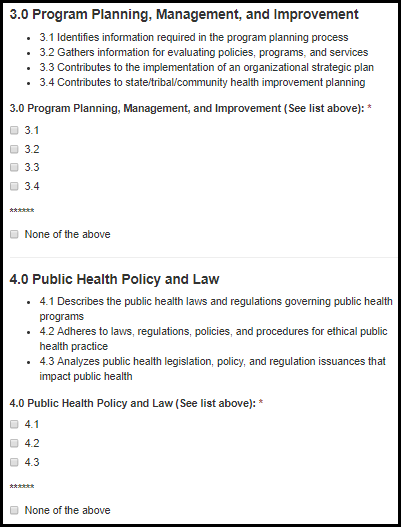 3.0 Program Planning, Management, and Improvement
• 3.1 Identifies information required in the program planning process
• 3.2 Gathers information for evaluating policies, programs, and services
• 3.3 Contributes to the implementation of an organizational strategic plan
• 3.4 Contributes to state/tribal/community health improvement planning
3.0 Program Planning, Management, and Improvement (See list above): *
3.1
3.2
3.3
3.4
******
None of the above
4.0 Public Health Policy and Law
• 4.1 Describes the public health laws and regulations governing public health
programs
• 4.2 Adheres to laws, regulations, policies, and procedures for ethical public
health practice
• 4.3 Analyzes public health legislation, policy, and regulation issuances that
impact public health
4.0 Public Health Policy and Law (See list above): *
4.1
4.2
4.3
******
None of the above